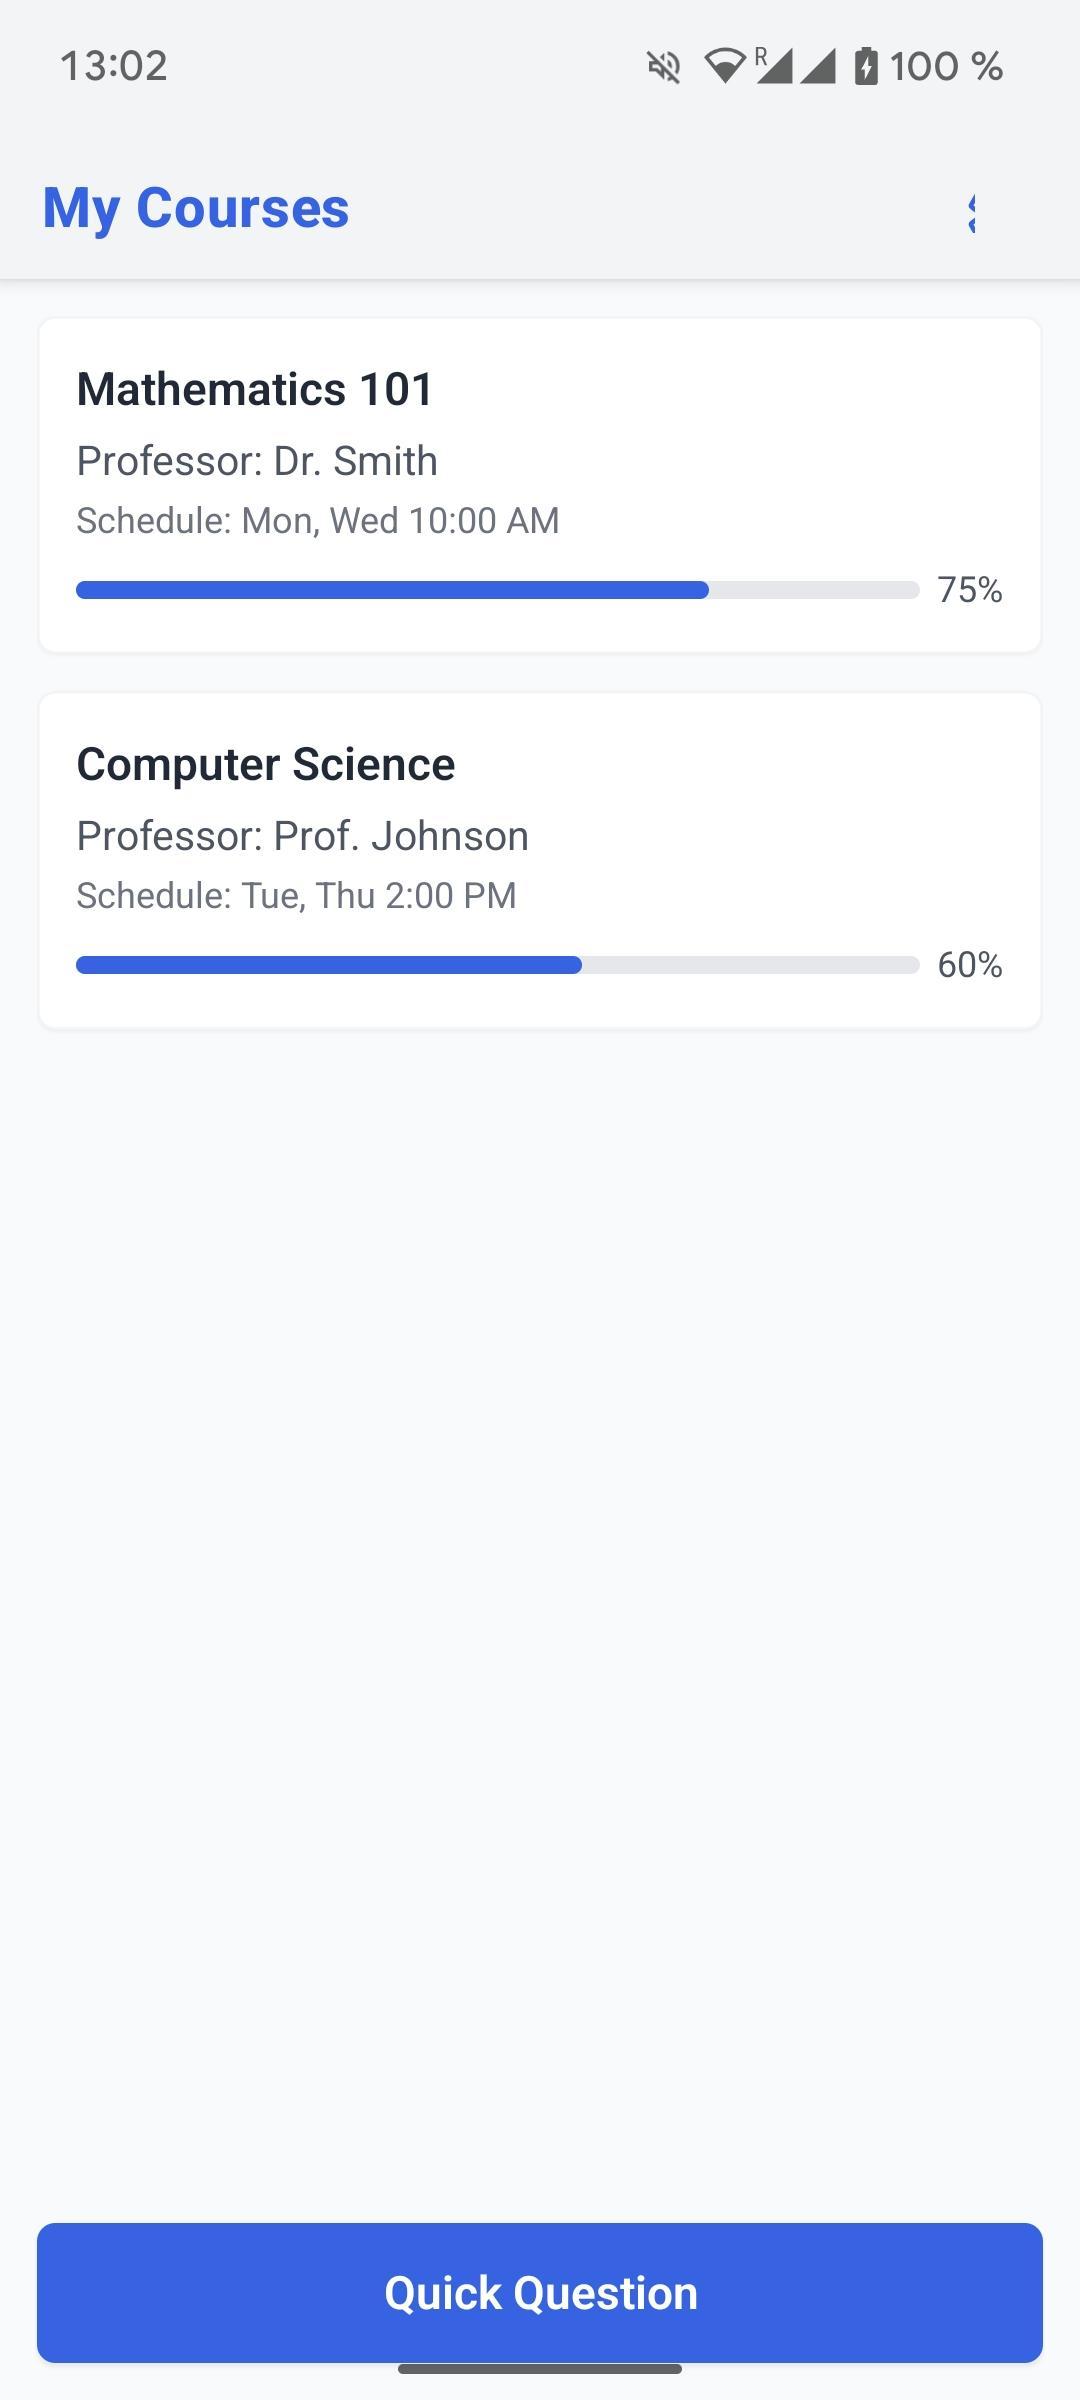 13:02
R
100 %
My Courses
Mathematics 101
Professor: Dr. Smith
Schedule: Mon, Wed 10:00 AM
75%
Computer Science
Professor: Prof. Johnson
Schedule: Tue, Thu 2:00 PM
60%
Quick Question